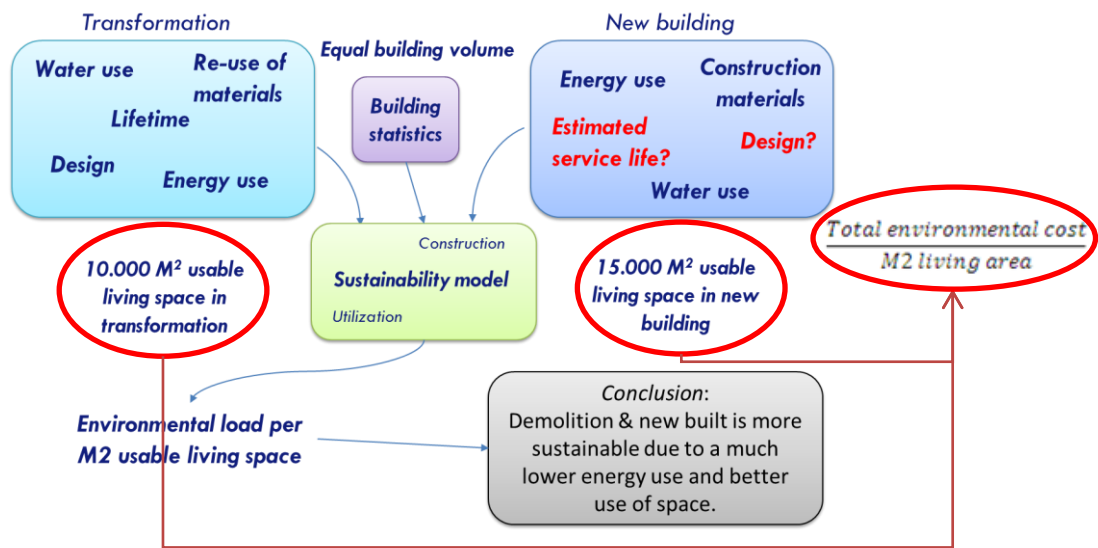 Transformation
Water use
Re-use of
materials
Lifetime
Design
Energy use
Equal building volume
Building
statistics
New building
Energy use
Construction
materials
Estimated
service life?
Design?
Water use
10.000 M² usable
living space in
transformation
Construction
Sustainability model
Utilization
15.000 M² usable
living space in new
building
Total environmental cost
M2 living area
Environmental load per
M2 usable living space
Conclusion:
Demolition & new built is more
sustainable due to a much
lower energy use and better
use of space.